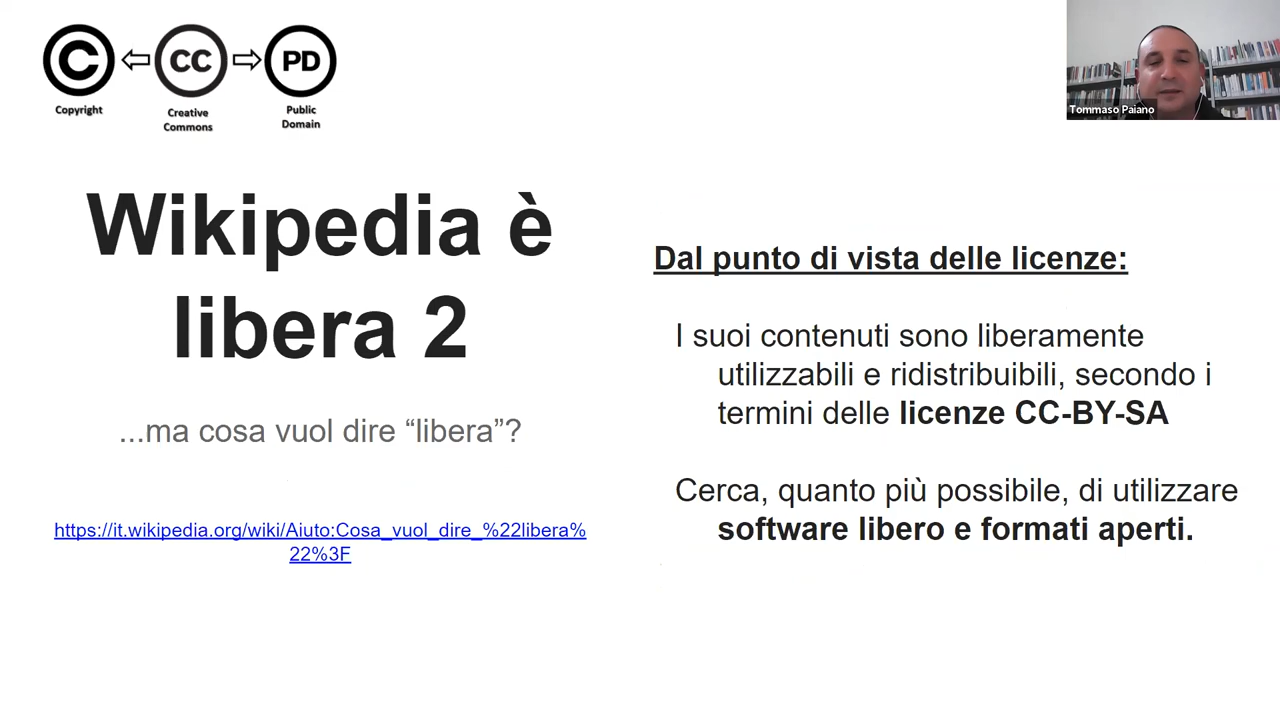 C
CC
PD
Copyright
Creative
Commons
Public
Domain
Tommaso Paiano
Wikipedia è
libera 2
...ma cosa vuol dire “libera”?
https://it.wikipedia.org/wiki/Aiuto:Cosa_vuol_dire_%22libera%
22%3F
Dal punto di vista delle licenze:
I suoi contenuti sono liberamente
utilizzabili e ridistribuibili, secondo i
termini delle licenze CC-BY-SA
Cerca, quanto più possibile, di utilizzare
software libero e formati aperti.